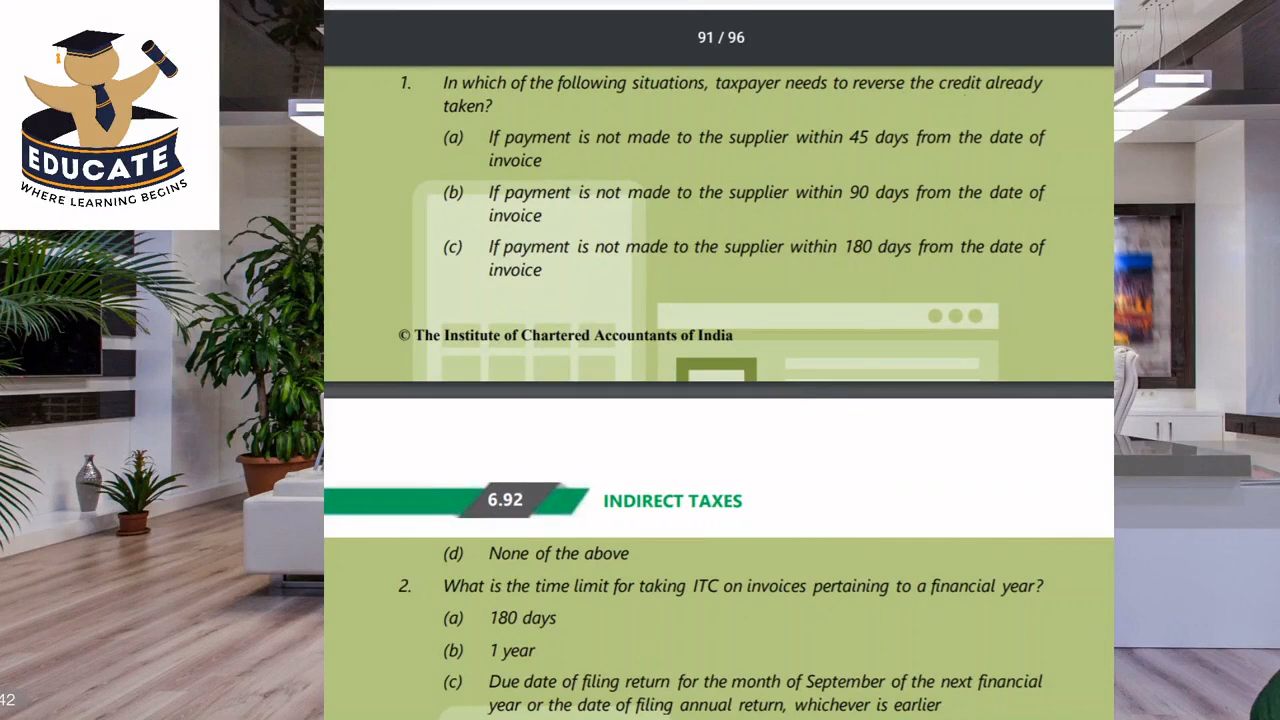 EDUCATE
WHERE LEARNING BEGINS
91 / 96
1. In which of the following situations, taxpayer needs to reverse the credit already
taken?
(a) If payment is not made to the supplier within 45 days from the date of
invoice
(b) If payment is not made to the supplier within 90 days from the date of
invoice
(c) If payment is not made to the supplier within 180 days from the date of
invoice
© The Institute of Chartered Accountants of India
6.92 INDIRECT TAXES
(d) None of the above
2. What is the time limit for taking ITC on invoices pertaining to a financial year?
(a) 180 days
(b) 1 year
(c) Due date of filing return for the month of September of the next financial
year or the date of filing annual return, whichever is earlier
42